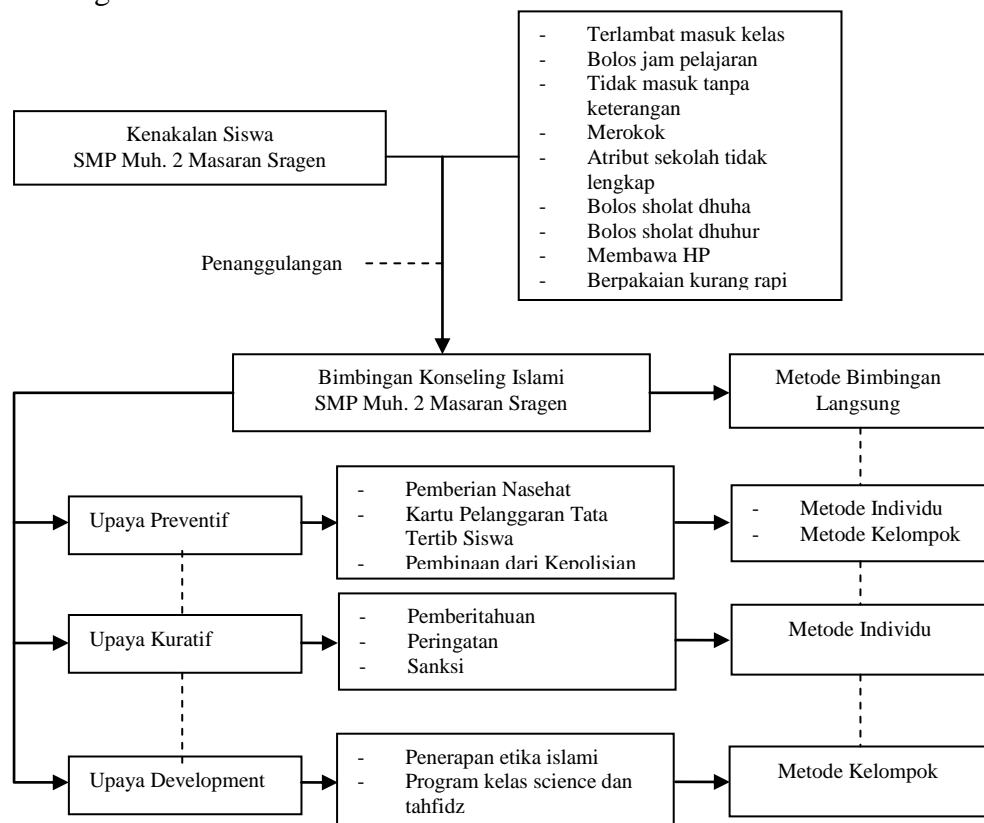 Kenakalan Siswa
SMP Muh. 2 Masaran Sragen
- Terlambat masuk kelas
- Bolos jam pelajaran
- Tidak masuk tanpa
keterangan
- Merokok
- Atribut sekolah tidak
lengkap
- Bolos sholat dhuha
- Bolos sholat dhuhur
- Membawa HP
- Berpakaian kurang rapi
Penanggulangan
Bimbingan Konseling Islami
SMP Muh. 2 Masaran Sragen
Metode Bimbingan
Langsung
Upaya Preventif
- Pemberian Nasehat
- Kartu Pelanggaran Tata
Tertib Siswa
- Pembinaan dari Kepolisian
- Metode Individu
- Metode Kelompok
Upaya Kuratif
- Pemberitahuan
- Peringatan
- Sanksi
Metode Individu
Upaya Development
- Penerapan etika islami
- Program kelas science dan
tahfidz
Metode Kelompok